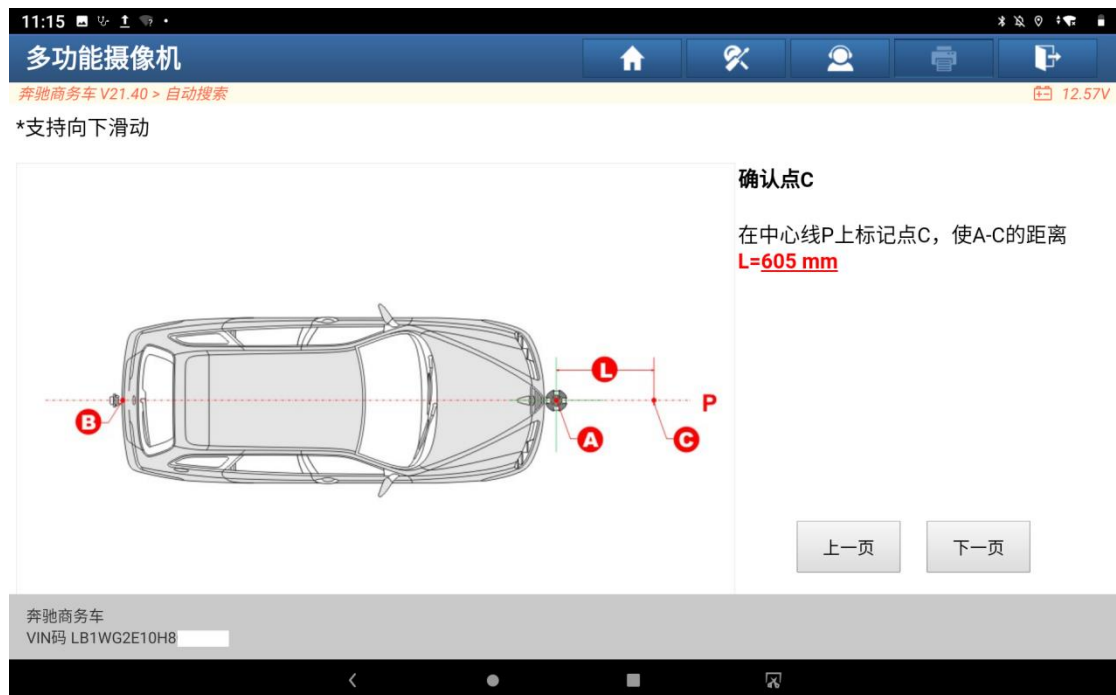 11:15
多功能摄像机
奔驰商务车 V21.40 > 自动搜索
12.57V
*支持向下滑动
确认点C
在中心线P上标记点C，使A-C的距离
L=605 mm
L
P
B
A
C
上一页
下一页
奔驰商务车
VIN码 LB1WG2E10H8